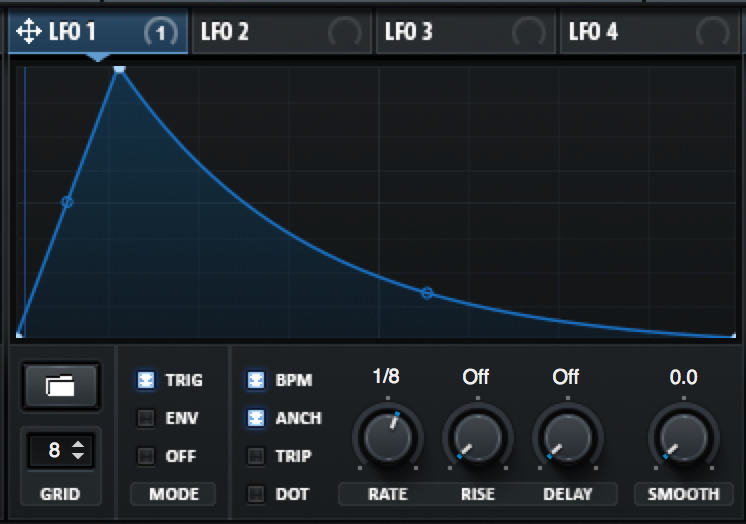 LFO 1 1 LFO 2 LFO 3 LFO 4
TRIG BPM 1/8 Off Off 0.0
ENV ANCH
8 OFF TRIP
GRID MODE DOT RATE RISE DELAY SMOOTH